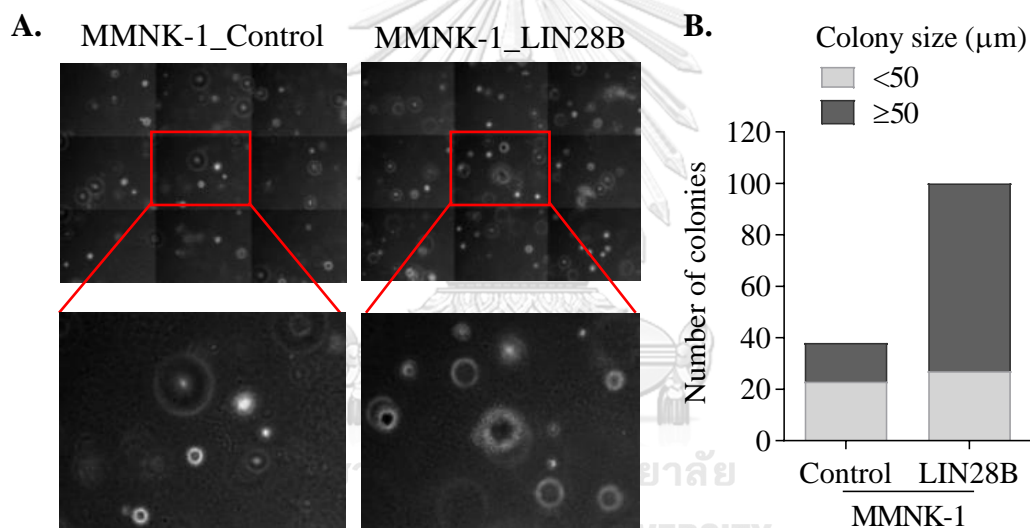 A.
MMNK-1_Control
MMNK-1_LIN28B
B.
Colony size (μm)
<50
≥50
Number of colonies
120
100
80
60
40
20
0
Control
LIN28B
MMNK-1